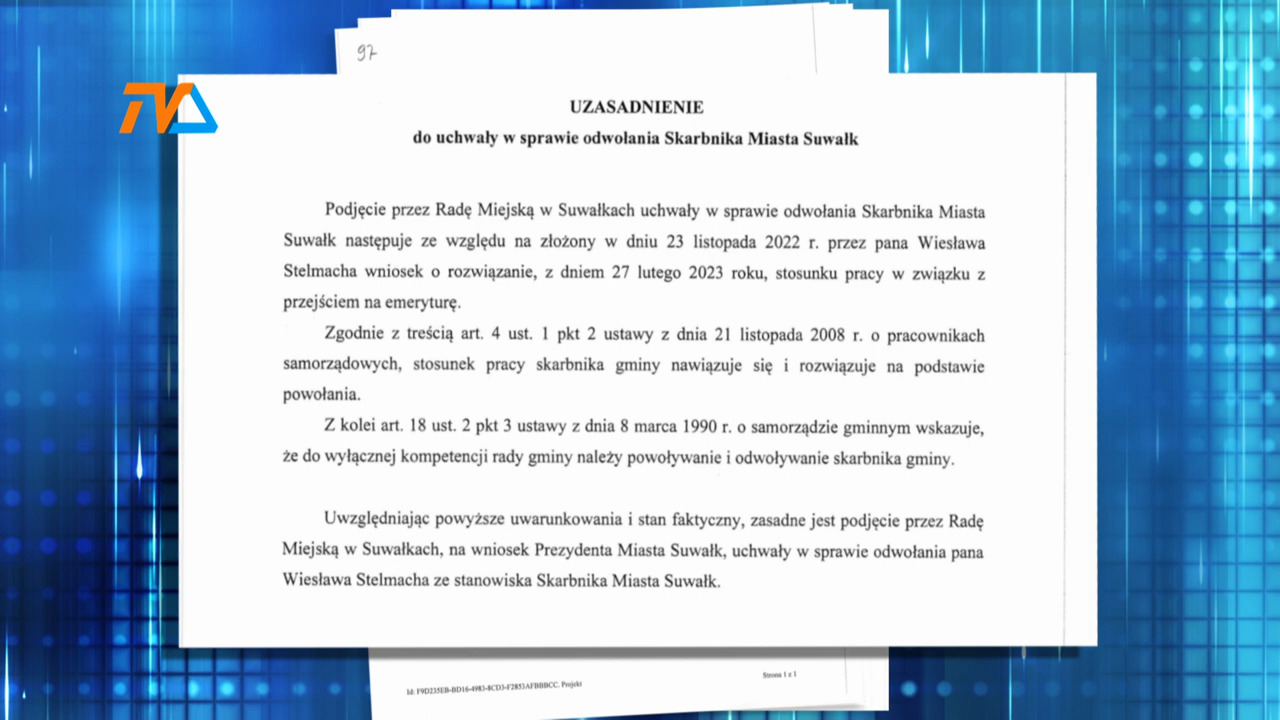 97
TVA
UZASADNIENIE
do uchwały w sprawie odwołania Skarbnika Miasta Suwałk
Podjęcie przez Radę Miejską w Suwałkach uchwały w sprawie odwołania Skarbnika Miasta
Suwałk następuje ze względu na złożony w dniu 23 listopada 2022 r. przez pana Wiesława
Stelmacha wniosek o rozwiązanie, z dniem 27 lutego 2023 roku, stosunku pracy w związku z
przejściem na emeryturę.
Zgodnie z treścią art. 4 ust. 1 pkt 2 ustawy z dnia 21 listopada 2008 r. o pracownikach
samorządowych, stosunek pracy skarbnika gminy nawiązuje się i rozwiązuje na podstawie
powołania.
Z kolei art. 18 ust. 2 pkt 3 ustawy z dnia 8 marca 1990 r. o samorządzie gminnym wskazuje,
że do wyłącznej kompetencji rady gminy należy powoływanie i odwoływanie skarbnika gminy.
Uwzględniając powyższe uwarunkowania i stan faktyczny, zasadne jest podjęcie przez Radę
Miejską w Suwałkach, na wniosek Prezydenta Miasta Suwałk, uchwały w sprawie odwołania pana
Wiesława Stelmacha ze stanowiska Skarbnika Miasta Suwałk.
Id: F9D235EB-BD16-4983-8CD3-F2853AFBBBCC. Projekt
Strona 1 z 1